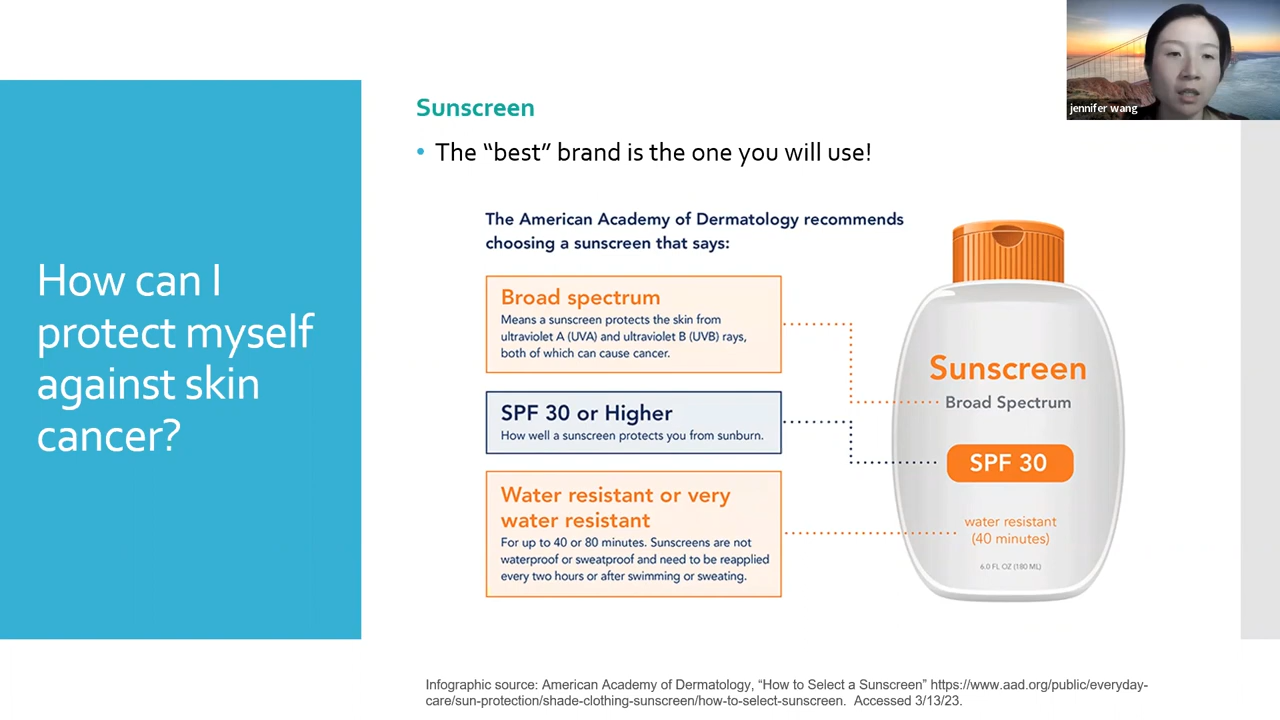 jennifer wang
How can I
protect myself
against skin
cancer?
Sunscreen
• The “best” brand is the one you will use!
The American Academy of Dermatology recommends
choosing a sunscreen that says:
Broad spectrum
Means a sunscreen protects the skin from
ultraviolet A (UVA) and ultraviolet B (UVB) rays,
both of which can cause cancer.
SPF 30 or Higher
How well a sunscreen protects you from sunburn.
Water resistant or very
water resistant
For up to 40 or 80 minutes. Sunscreens are not
waterproof or sweatproof and need to be reapplied
every two hours or after swimming or sweating.
Sunscreen
Broad Spectrum
SPF 30
water resistant
(40 minutes)
6.0 FL OZ (180 ML)
Infographic source: American Academy of Dermatology, “How to Select a Sunscreen” https://www.aad.org/public/everyday-
care/sun-protection/shade-clothing-sunscreen/how-to-select-sunscreen.  Accessed 3/13/23.